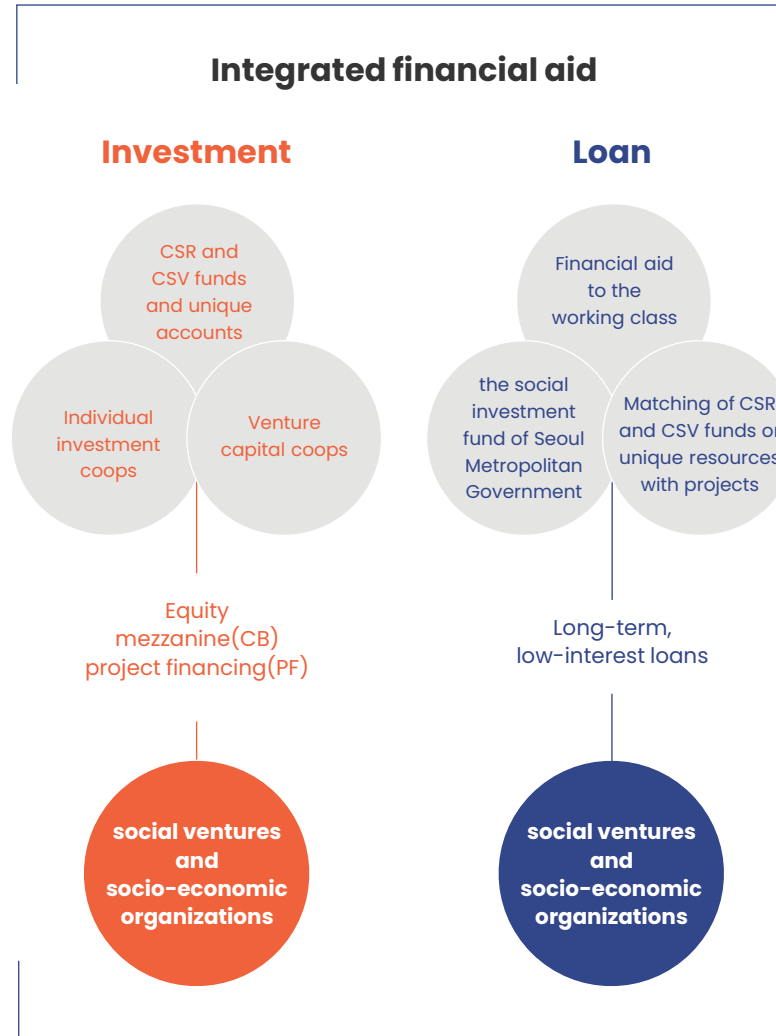 Integrated financial aid
Investment
CSR and
CSV funds
and unique
accounts
Individual
investment
coops
Venture
capital coops
Equity
mezzanine(CB)
project financing(PF)
social ventures
and
socio-economic
organizations
Loan
Financial aid
to the
working class
the social
investment
fund of Seoul
Metropolitan
Government
Matching of CSR
and CSV funds or
unique resources
with projects
Long-term,
low-interest loans
social ventures
and
socio-economic
organizations